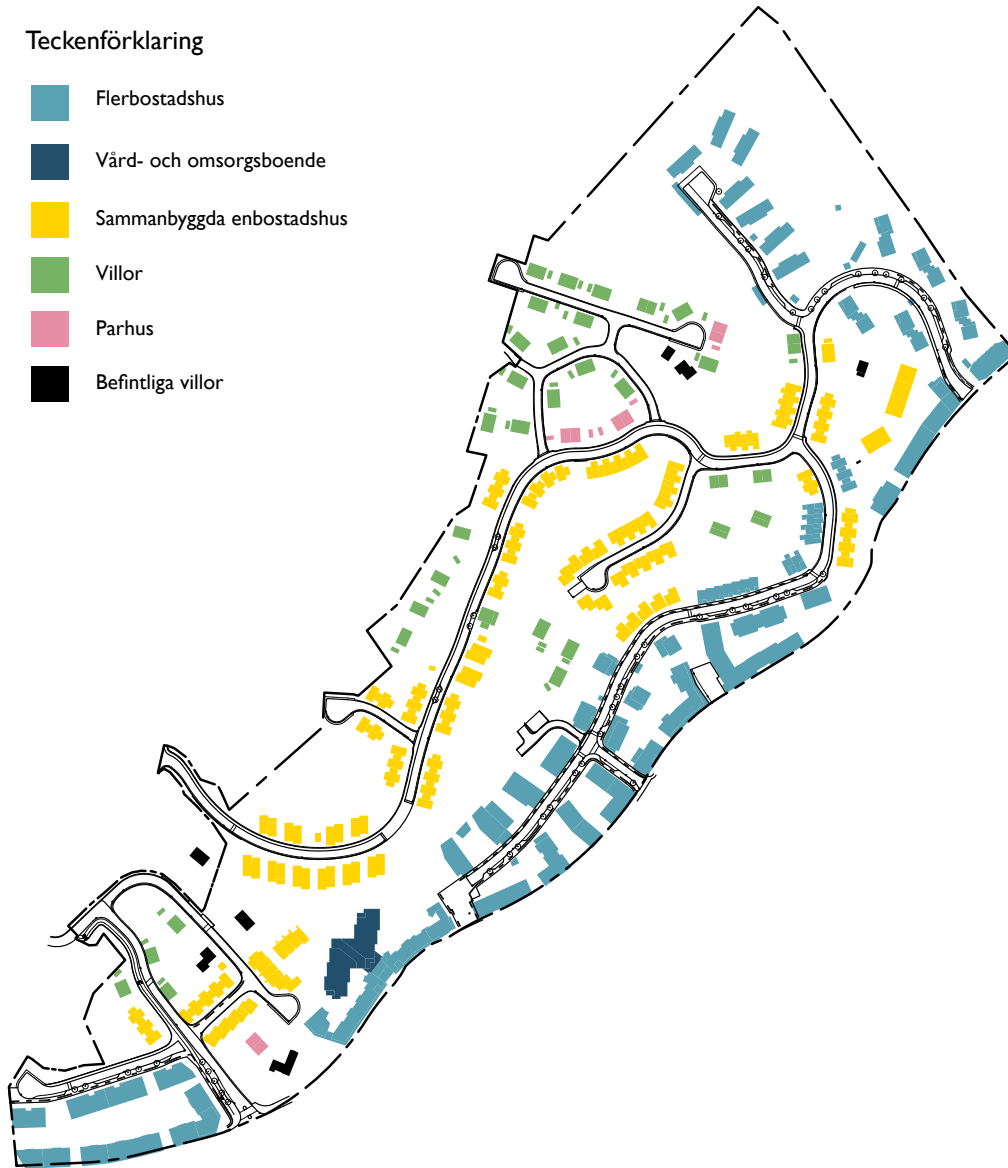 Teckenförklaring
Flerbostadshus
Vård- och omsorgsboende
Sammanbyggda enbostadshus
Villor
Parhus
Befintliga villor